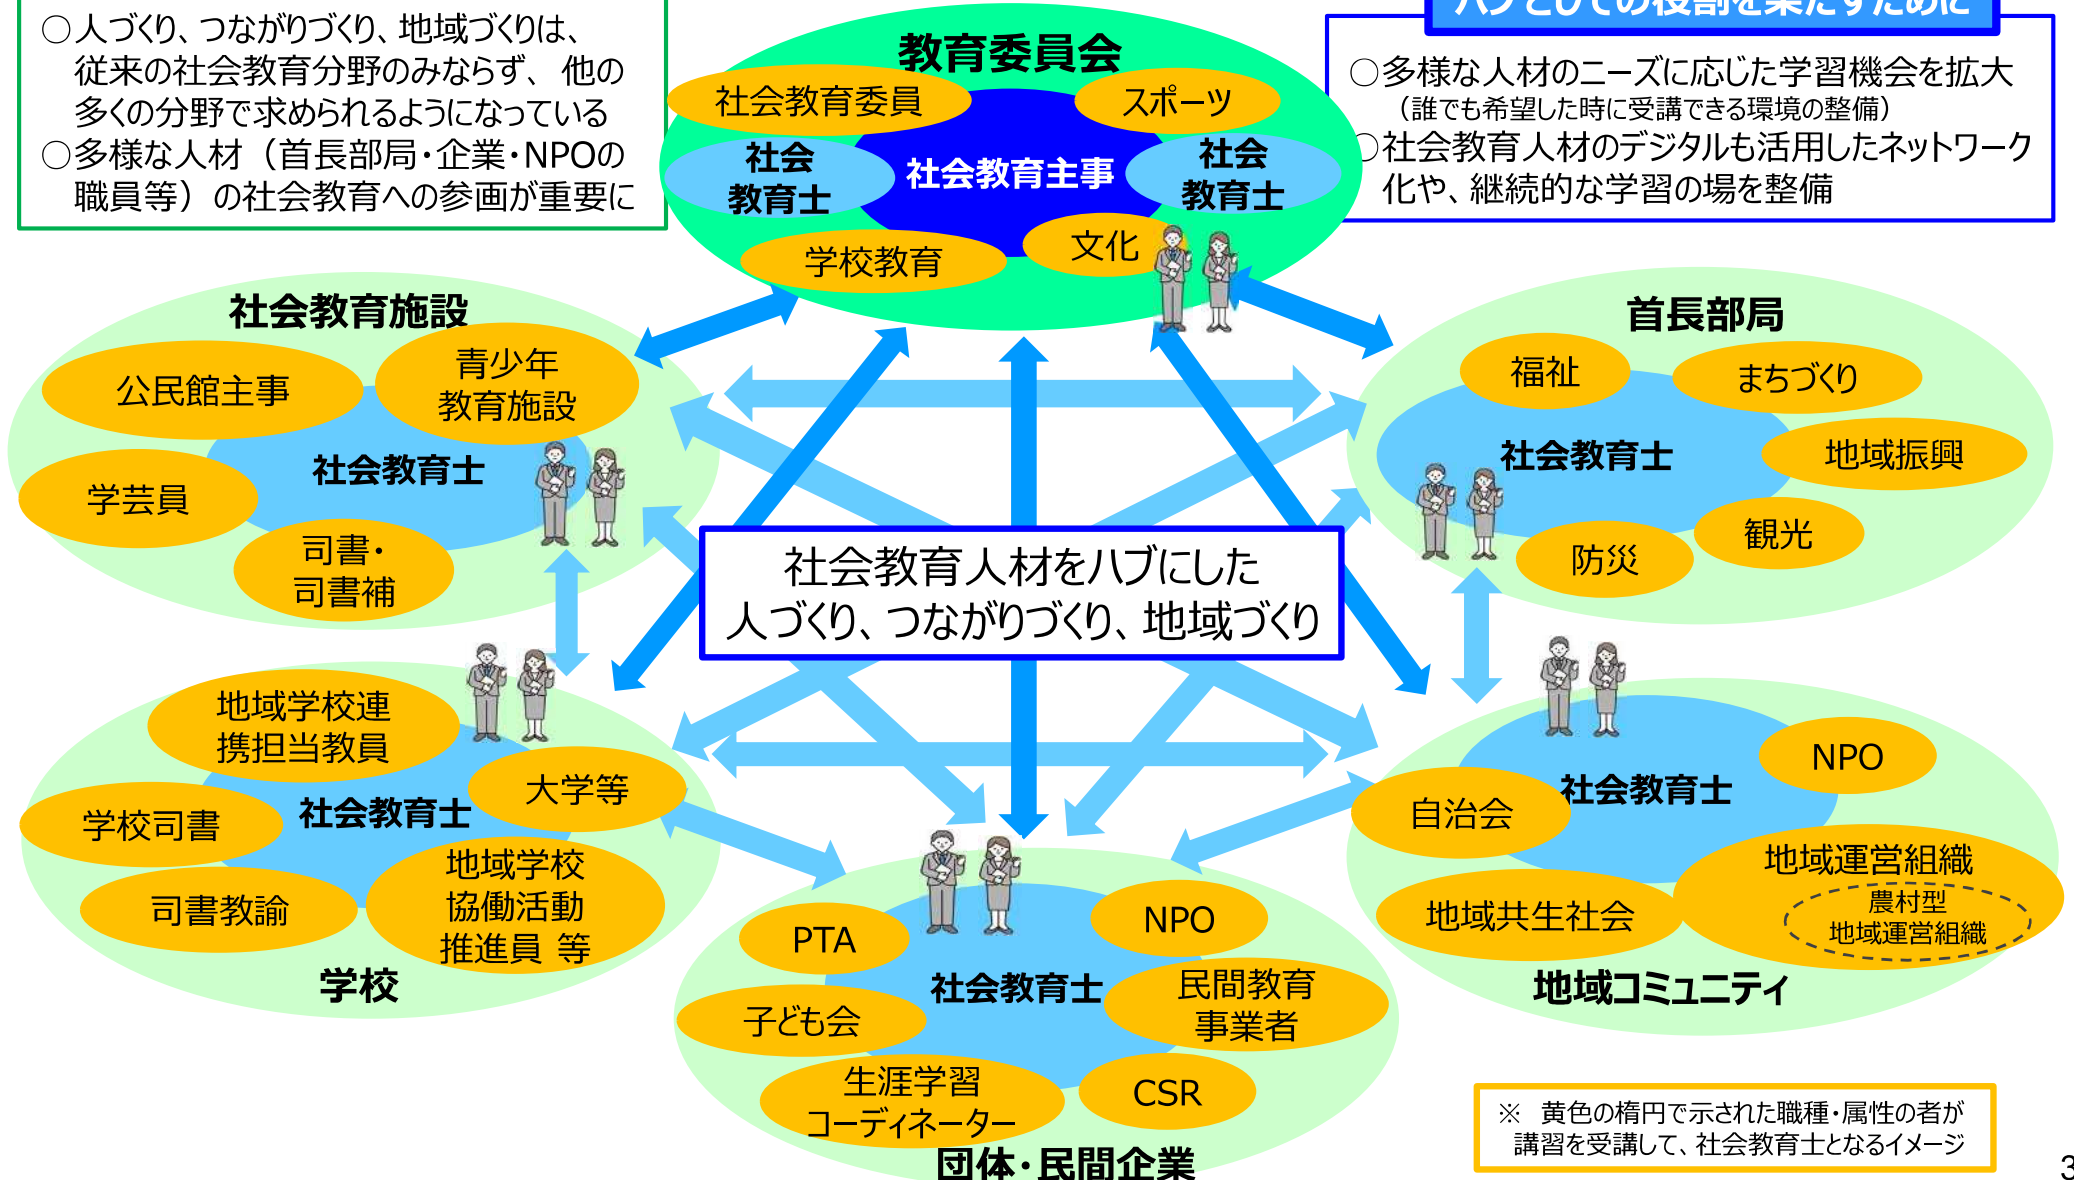 ○人づくり、つながりづくり、地域づくりは、
従来の社会教育分野のみならず、他の
多くの分野で求められるようになっている
○多様な人材（首長部局・企業・NPOの
職員等）の社会教育への参画が重要に
ハブとしての役割を果たすために
○多様な人材のニーズに応じた学習機会を拡大
（誰でも希望した時に受講できる環境の整備）
○社会教育人材のデジタルも活用したネットワーク
化や、継続的な学習の場を整備
教育委員会
社会教育委員
スポーツ
社会
教育士
社会教育主事
社会
教育士
学校教育
文化
社会教育施設
公民館主事
青少年
教育施設
社会教育士
学芸員
司書・
司書補
首長部局
福祉
まちづくり
社会教育士
地域振興
観光
防災
社会教育人材をハブにした
人づくり、つながりづくり、地域づくり
地域学校連
携担当教員
大学等
社会教育士
学校司書
司書教諭
地域学校
協働活動
推進員 等
学校
PTA
NPO
社会教育士
子ども会
民間教育
事業者
生涯学習
コーディネーター
CSR
団体・民間企業
NPO
社会教育士
自治会
地域運営組織
農村型
地域運営組織
地域共生社会
地域コミュニティ
※ 黄色の楕円で示された職種・属性の者が
講習を受講して、社会教育士となるイメージ
3